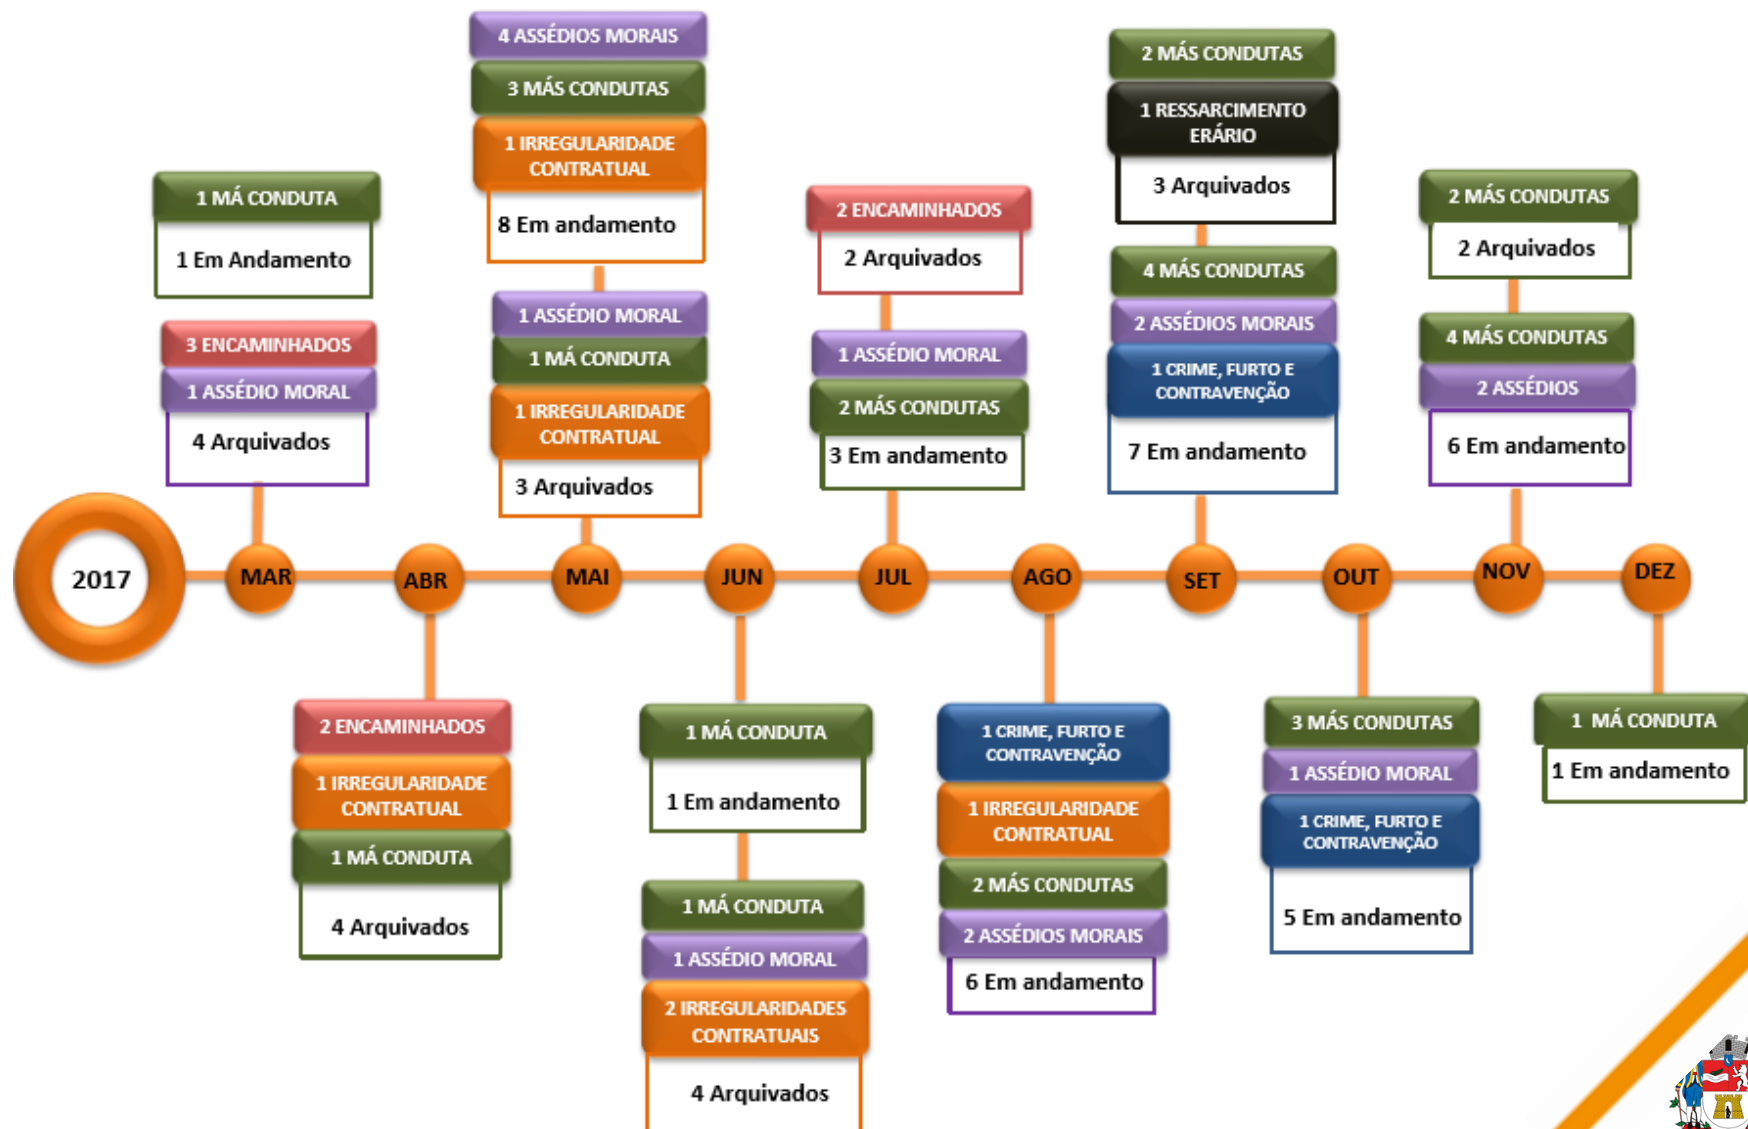 1 MÁ CONDUTA
1 Em Andamento
3 ENCAMINHADOS
1 ASSÉDIO MORAL
4 Arquivados
4 ASSÉDIOS MORAIS
3 MÁS CONDUTAS
1 IRREGULARIDADE
CONTRATUAL
8 Em andamento
1 ASSÉDIO MORAL
1 MÁ CONDUTA
1 IRREGULARIDADE
CONTRATUAL
3 Arquivados
2 ENCAMINHADOS
2 Arquivados
1 ASSÉDIO MORAL
2 MÁS CONDUTAS
3 Em andamento
2 MÁS CONDUTAS
1 RESSARCIMENTO
ERÁRIO
3 Arquivados
4 MÁS CONDUTAS
2 ASSÉDIOS MORAIS
1 CRIME, FURTO E
CONTRAVENÇÃO
7 Em andamento
2 MÁS CONDUTAS
2 Arquivados
4 MÁS CONDUTAS
2 ASSÉDIOS
6 Em andamento
2017
MAR
ABR
MAI
JUN
JUL
AGO
SET
OUT
NOV
DEZ
2 ENCAMINHADOS
1 IRREGULARIDADE
CONTRATUAL
1 MÁ CONDUTA
4 Arquivados
1 MÁ CONDUTA
1 Em andamento
1 MÁ CONDUTA
1 ASSÉDIO MORAL
2 IRREGULARIDADES
CONTRATUAIS
4 Arquivados
1 CRIME, FURTO E
CONTRAVENÇÃO
1 IRREGULARIDADE
CONTRATUAL
2 MÁS CONDUTAS
2 ASSÉDIOS MORAIS
6 Em andamento
3 MÁS CONDUTAS
1 ASSÉDIO MORAL
1 CRIME, FURTO E
CONTRAVENÇÃO
5 Em andamento
1 MÁ CONDUTA
1 Em andamento